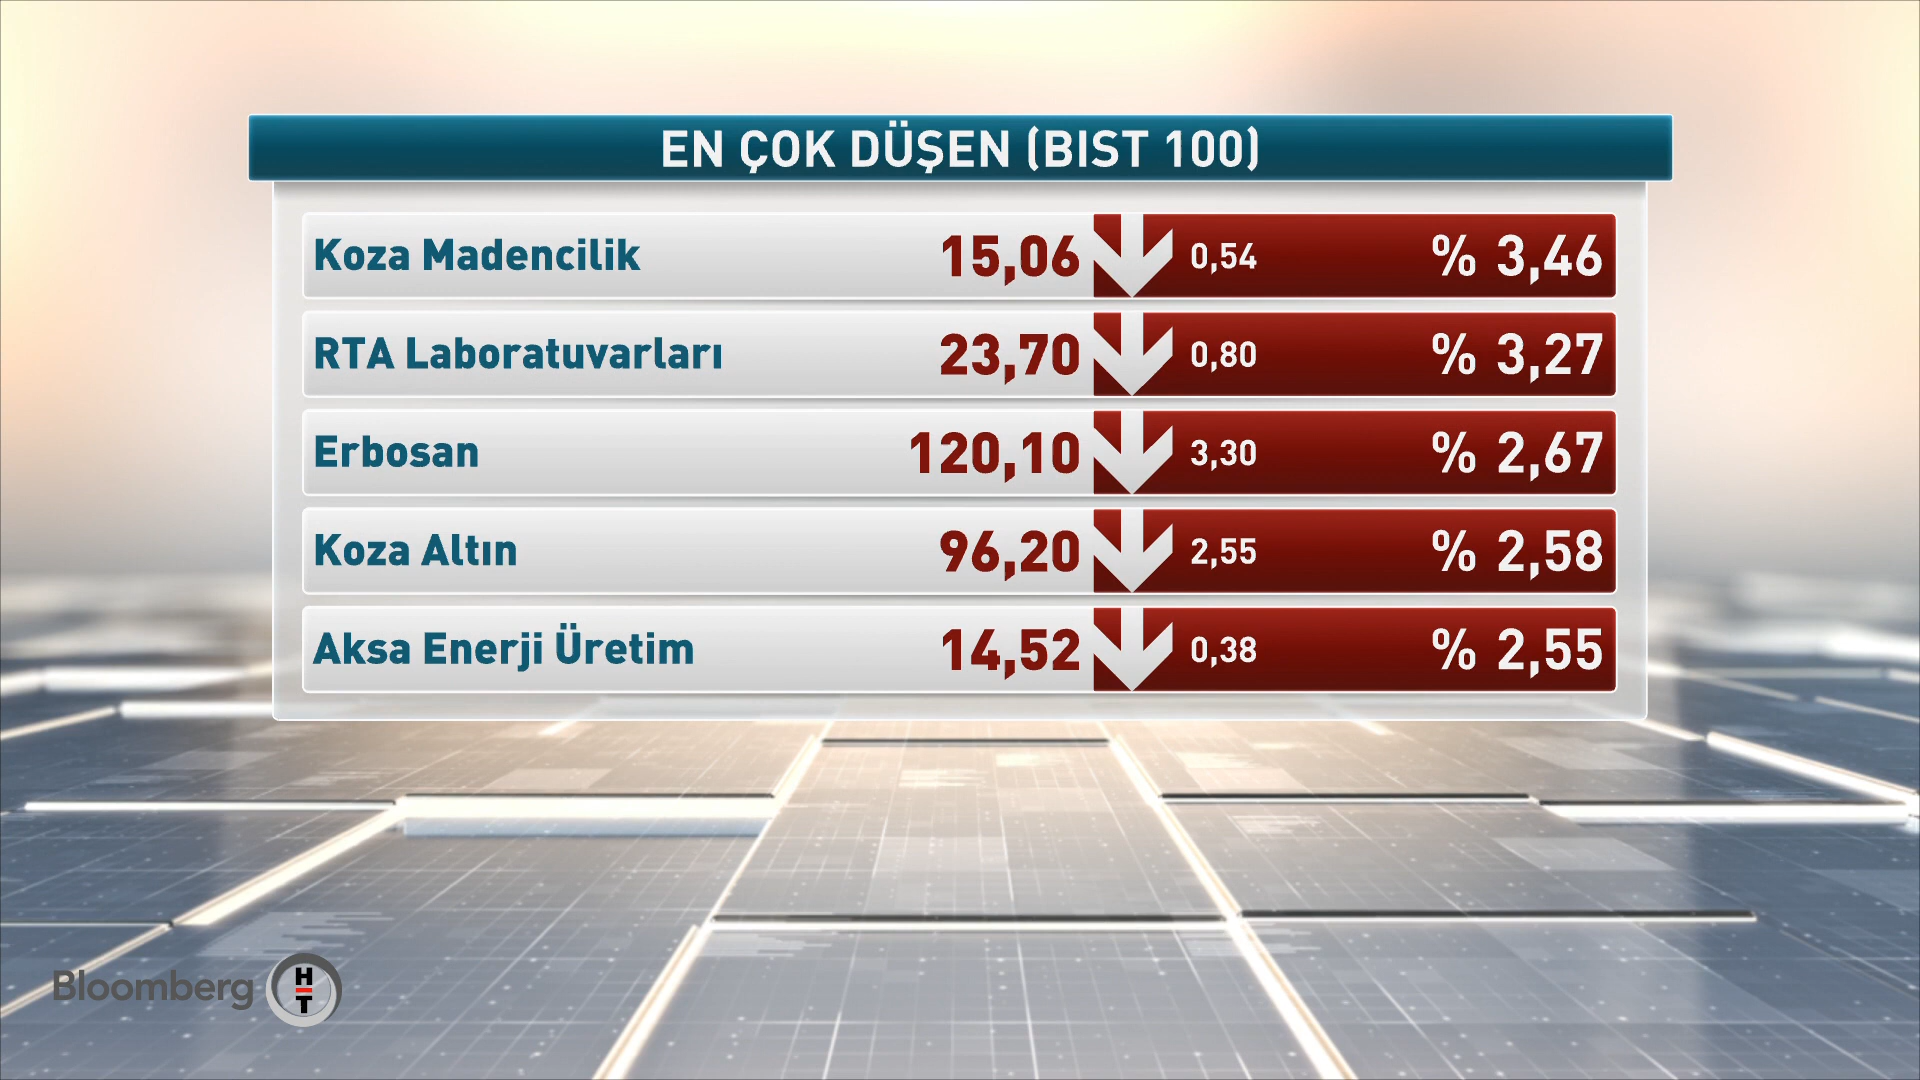 EN ÇOK DÜŞEN (BIST 100)
Koza Madencilik 15,06 0,54 % 3,46
RTA Laboratuvarları 23,70 0,80 % 3,27
Erbosan 120,10 3,30 % 2,67
Koza Altın 96,20 2,55 % 2,58
Aksa Enerji Üretim 14,52 0,38 % 2,55
Bloomberg HT